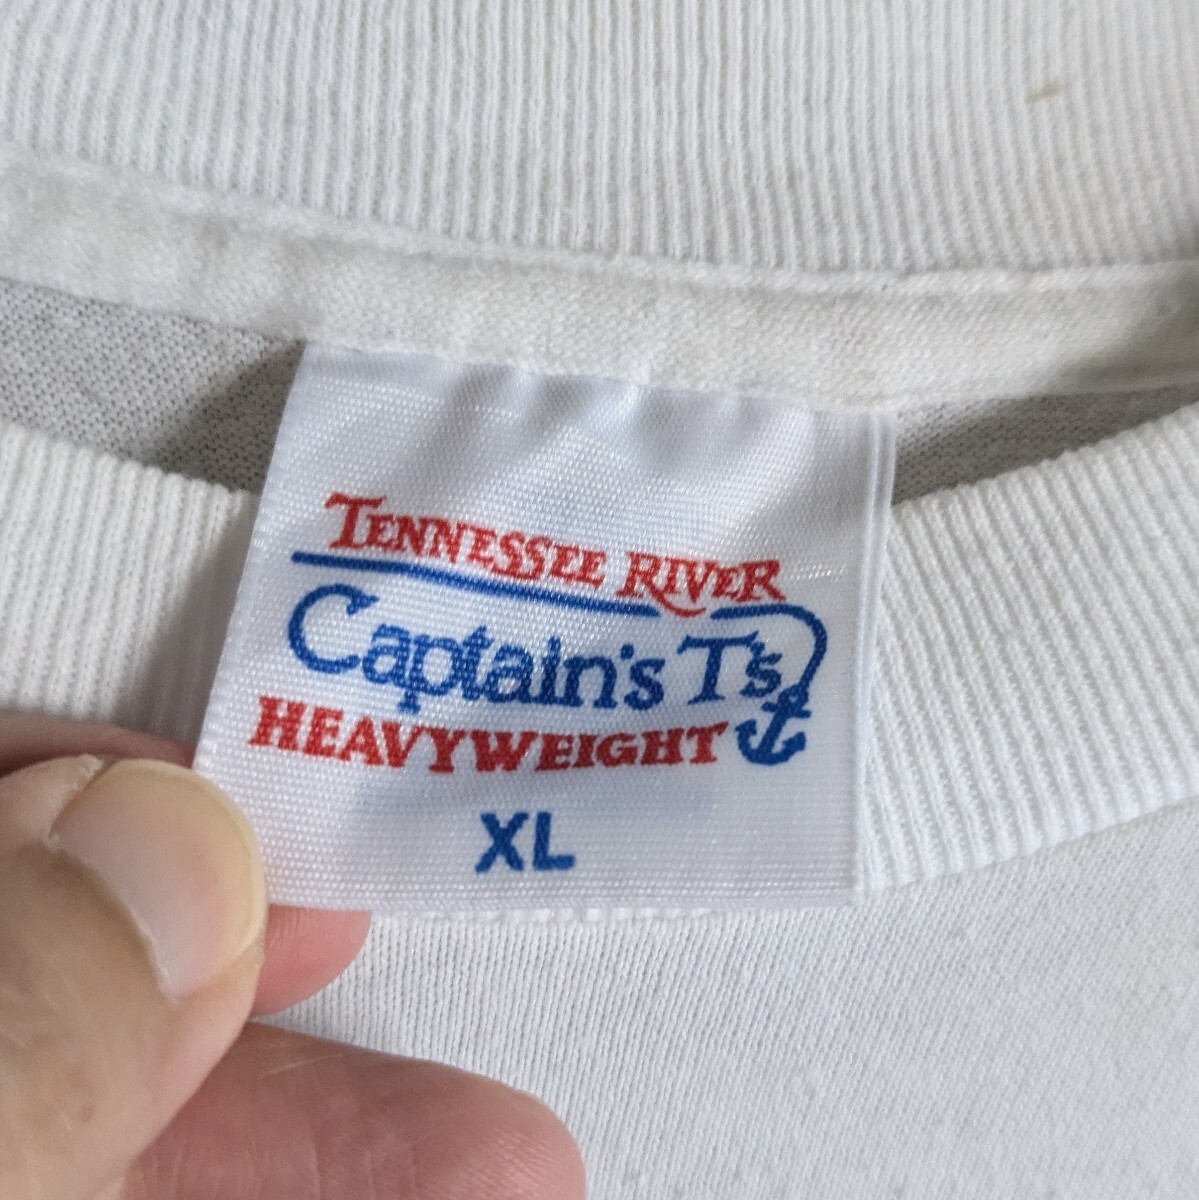 TENNESSEE RIVER
Captain's T's
HEAVYWEIGHT
XL